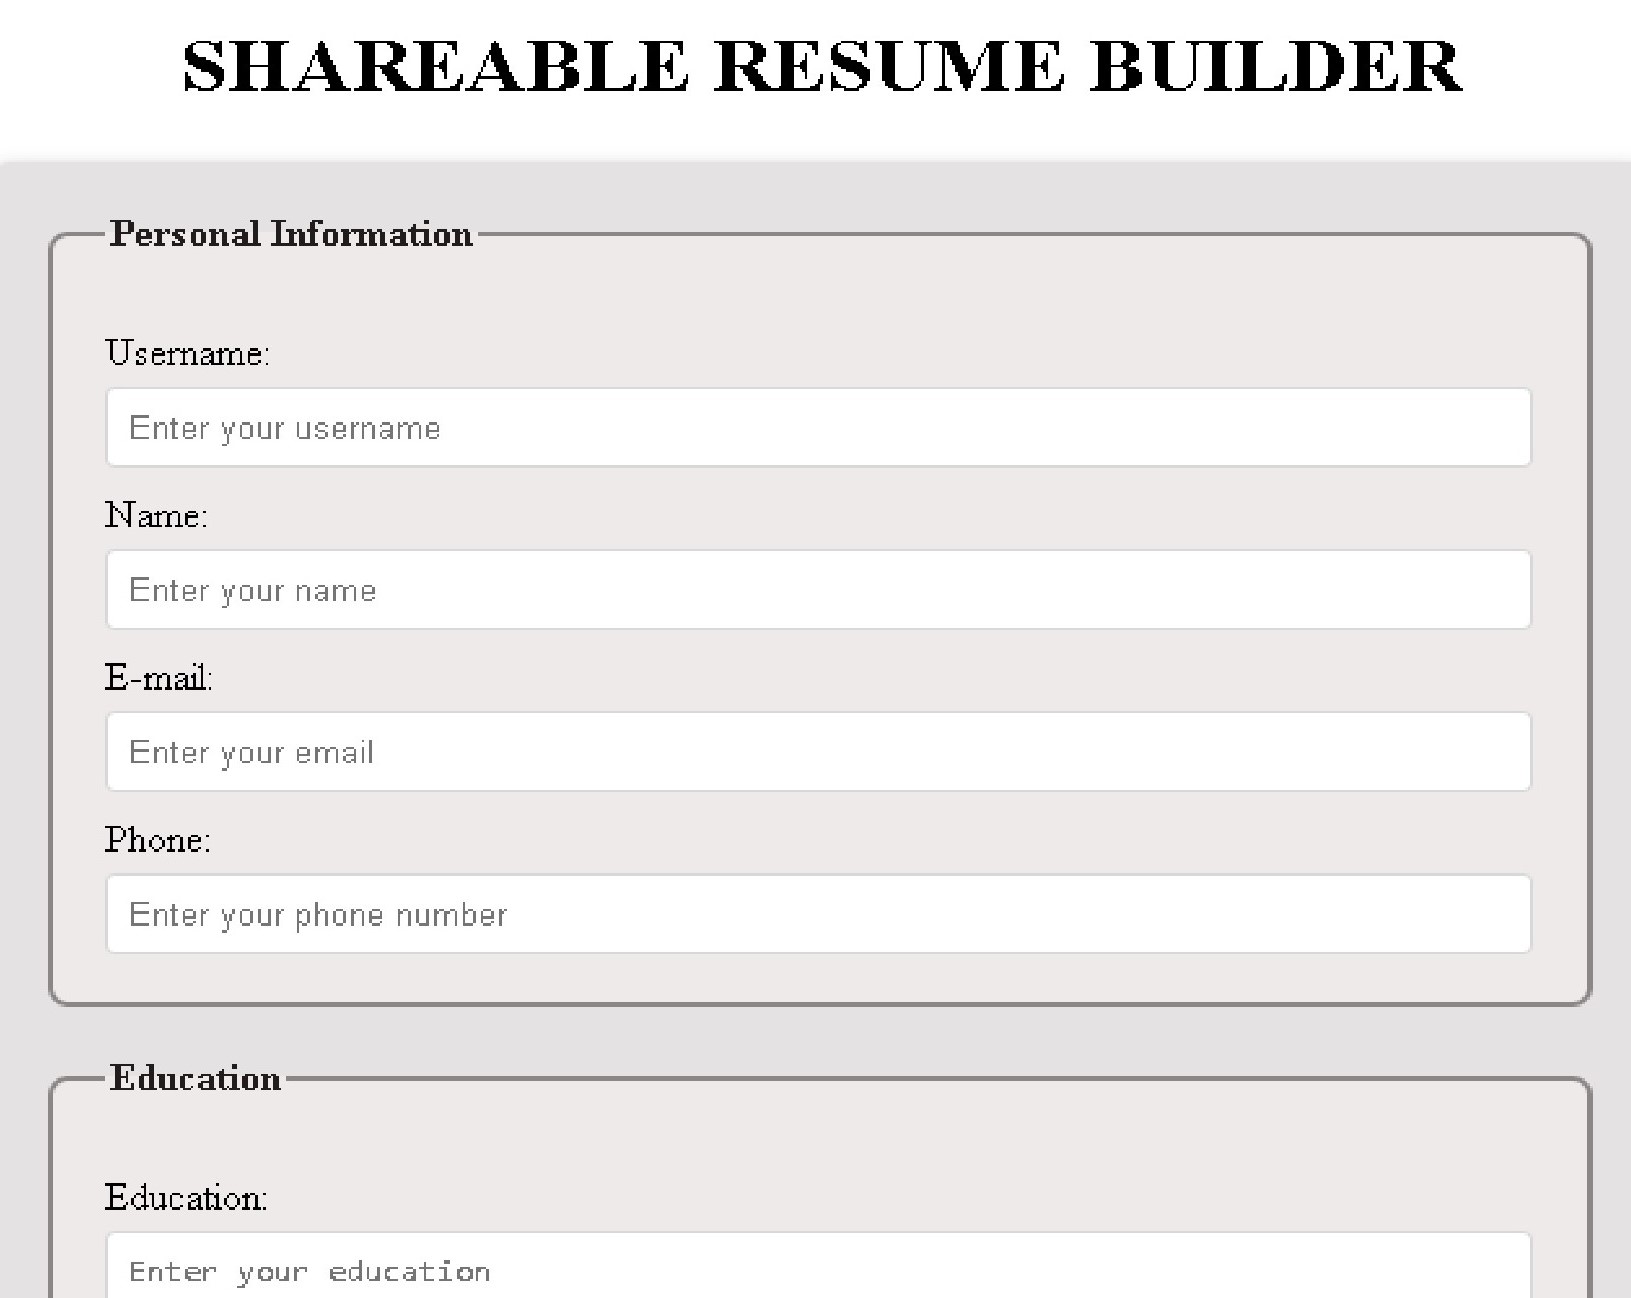 SHAREABLE RESUME BUILDER
Personal Information
Username:
Enter your username
Name:
Enter your name
E-mail:
Enter your email
Phone:
Enter your phone number
Education
Education:
Enter your education